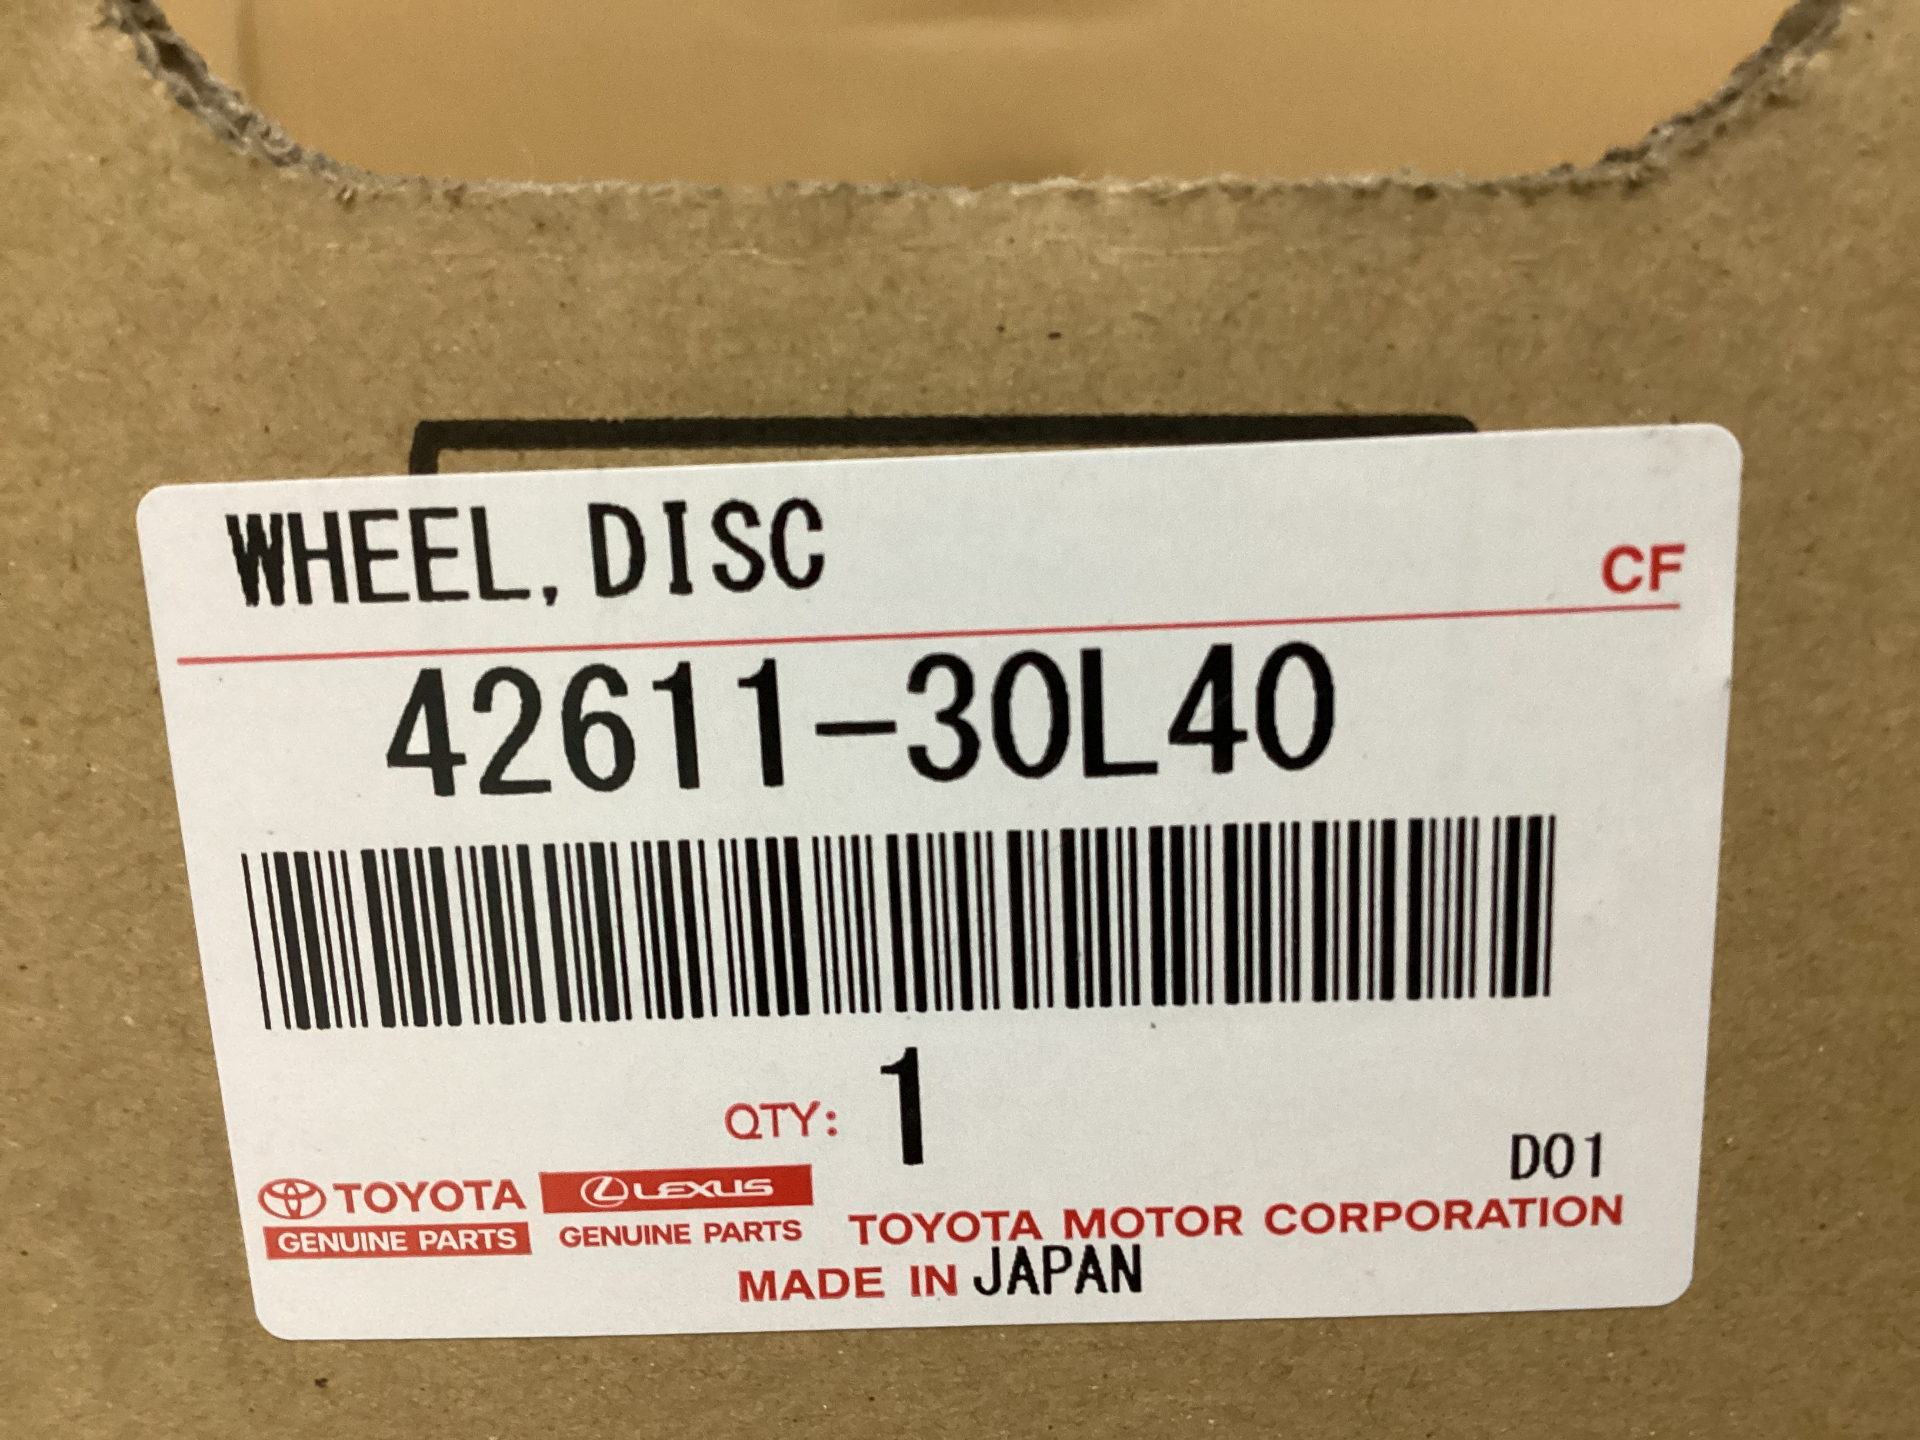 WHEEL, DISC
CF
42611-30L40
QTY: 1
D01
TOYOTA
GENUINE PARTS
LEXUS
GENUINE PARTS
TOYOTA MOTOR CORPORATION
MADE IN JAPAN